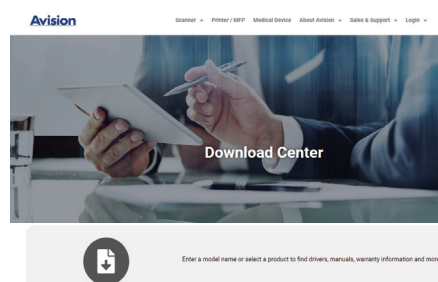 Avision
Scanner Printer / MFP Medical Device About Avision Sales & Support Login
Download Center
Enter a model name or select a product to find drivers, manuals, warranty information and more